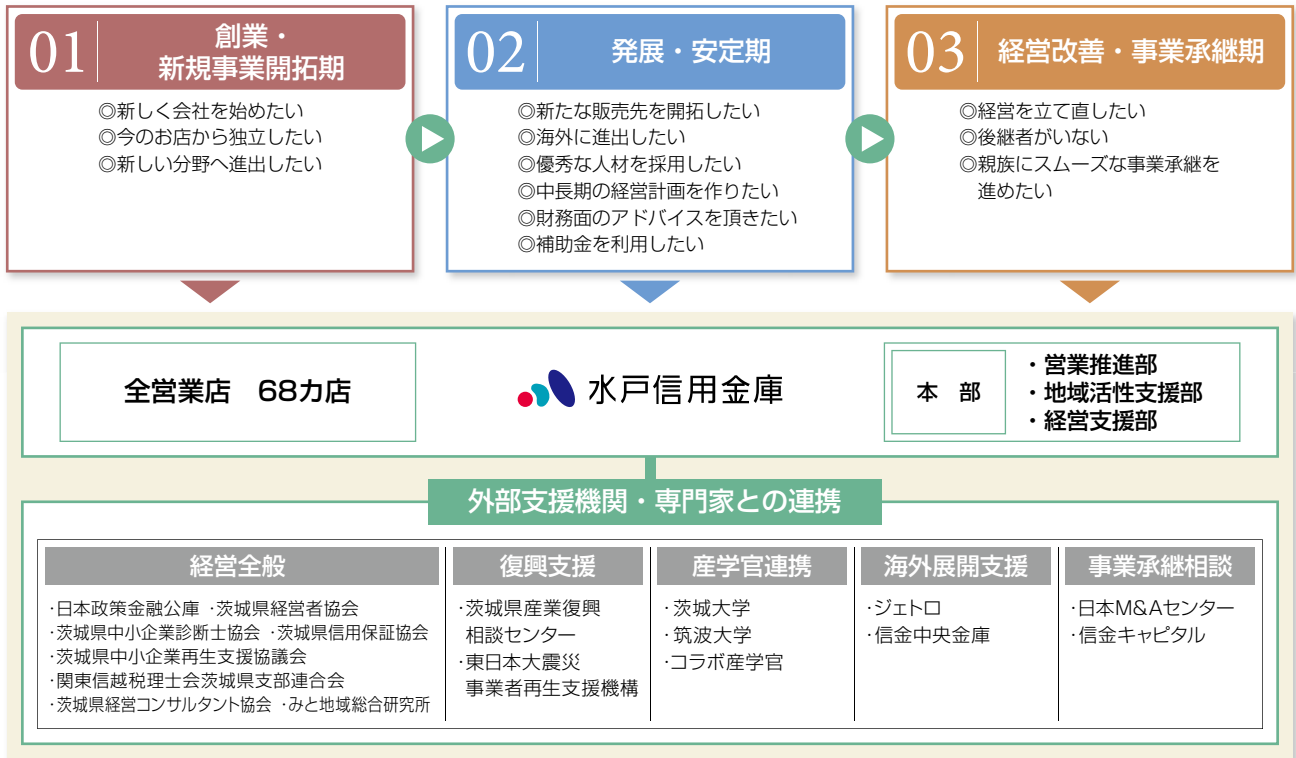 01
創業・
新規事業開拓期
◎新しく会社を始めたい
◎今のお店から独立したい
◎新しい分野へ進出したい
02
発展・安定期
◎新たな販売先を開拓したい
◎海外に進出したい
◎優秀な人材を採用したい
◎中長期の経営計画を作りたい
◎財務面のアドバイスを頂きたい
◎補助金を利用したい
03
経営改善・事業承継期
◎経営を立て直したい
◎後継者がいない
◎親族にスムーズな事業承継を
進めたい
全営業店　68カ店
水戸信用金庫
本　部
・営業推進部
・地域活性支援部
・経営支援部
外部支援機関・専門家との連携
経営全般
・日本政策金融公庫 ・茨城県経営者協会
・茨城県中小企業診断士協会 ・茨城県信用保証協会
・茨城県中小企業再生支援協議会
・関東信越税理士会茨城県支部連合会
・茨城県経営コンサルタント協会 ・みと地域総合研究所
復興支援
・茨城県産業復興
相談センター
・東日本大震災
事業者再生支援機構
産学官連携
・茨城大学
・筑波大学
・コラボ産学官
海外展開支援
・ジェトロ
・信金中央金庫
事業承継相談
・日本M&Aセンター
・信金キャピタル